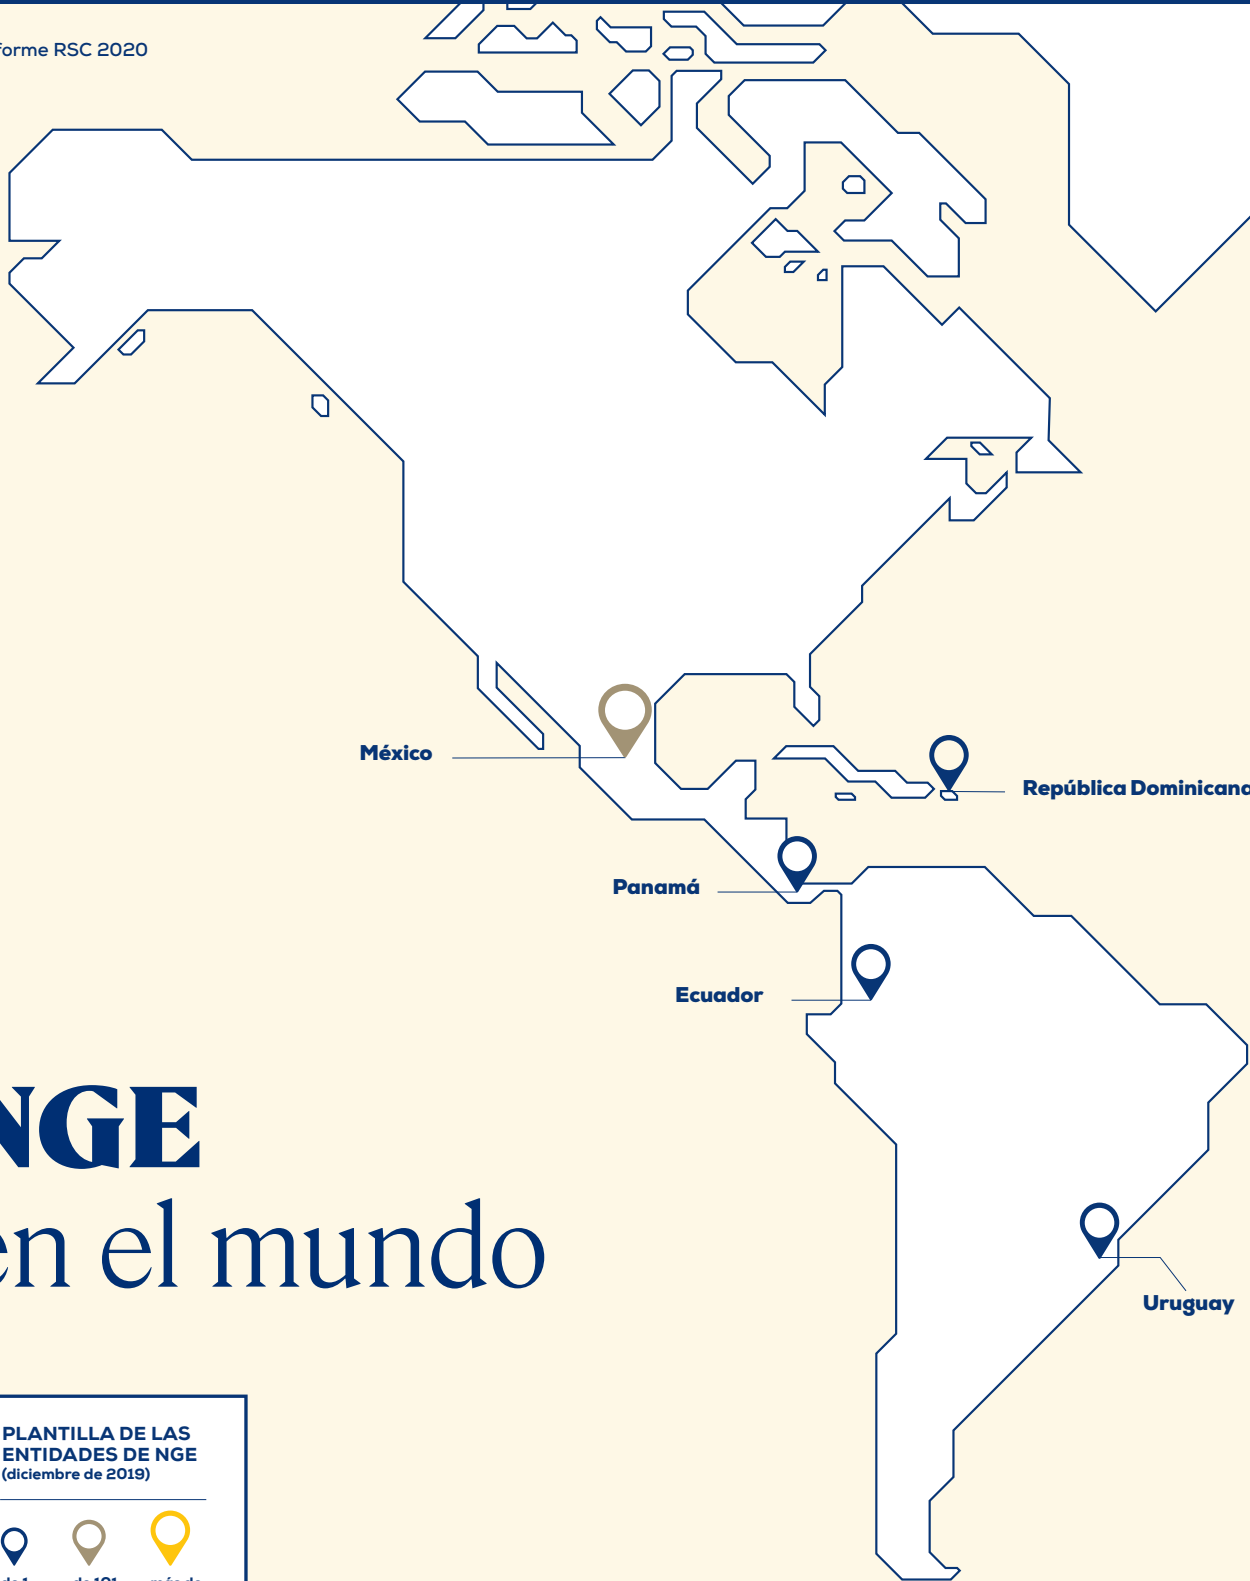 forme RSC 2020
México
República Dominicana
Panamá
Ecuador
NGE
en el mundo
Uruguay
PLANTILLA DE LAS
ENTIDADES DE NGE
(diciembre de 2019)